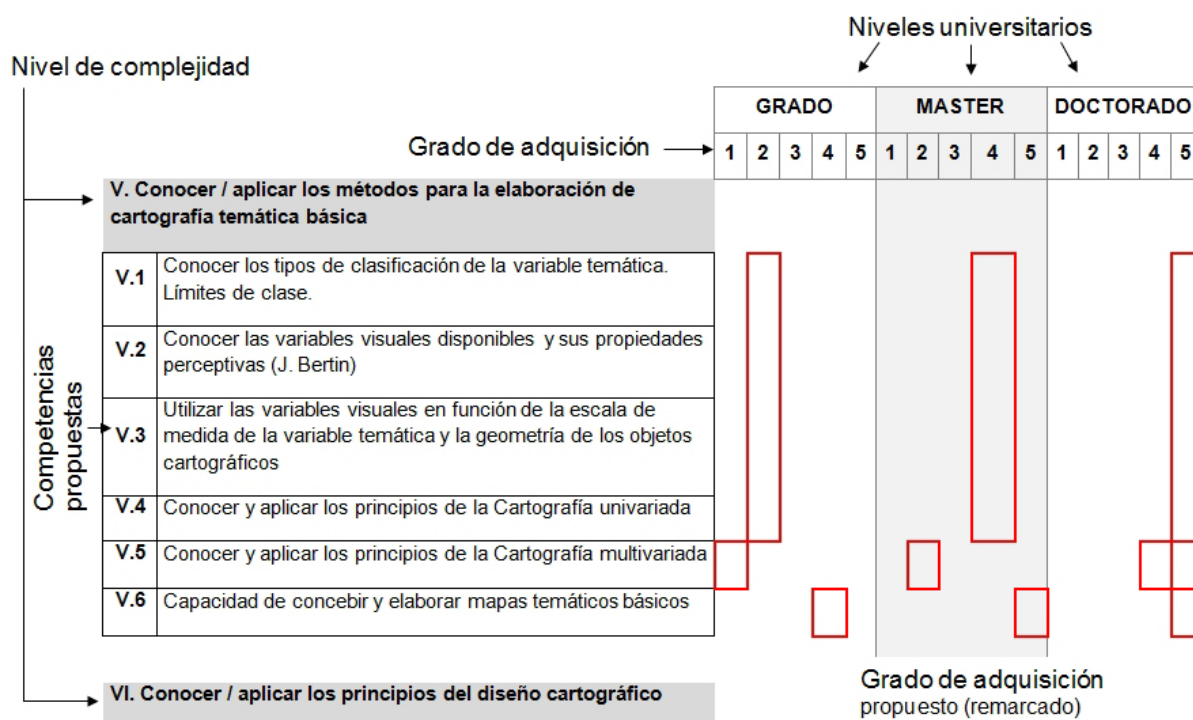 Niveles universitarios
Nivel de complejidad
GRADO MASTER DOCTORADO
Grado de adquisición 1 2 3 4 5 1 2 3 4 5 1 2 3 4 5
V. Conocer / aplicar los métodos para la elaboración de
cartografía temática básica
Competencias
propuestas
V.1 Conocer los tipos de clasificación de la variable temática.
Límites de clase.
V.2 Conocer las variables visuales disponibles y sus propiedades
perceptivas (J. Bertin)
V.3 Utilizar las variables visuales en función de la escala de
medida de la variable temática y la geometría de los objetos
cartográficos
V.4 Conocer y aplicar los principios de la Cartografía univariada
V.5 Conocer y aplicar los principios de la Cartografía multivariada
V.6 Capacidad de concebir y elaborar mapas temáticos básicos
VI. Conocer / aplicar los principios del diseño cartográfico
Grado de adquisición
propuesto (remarcado)